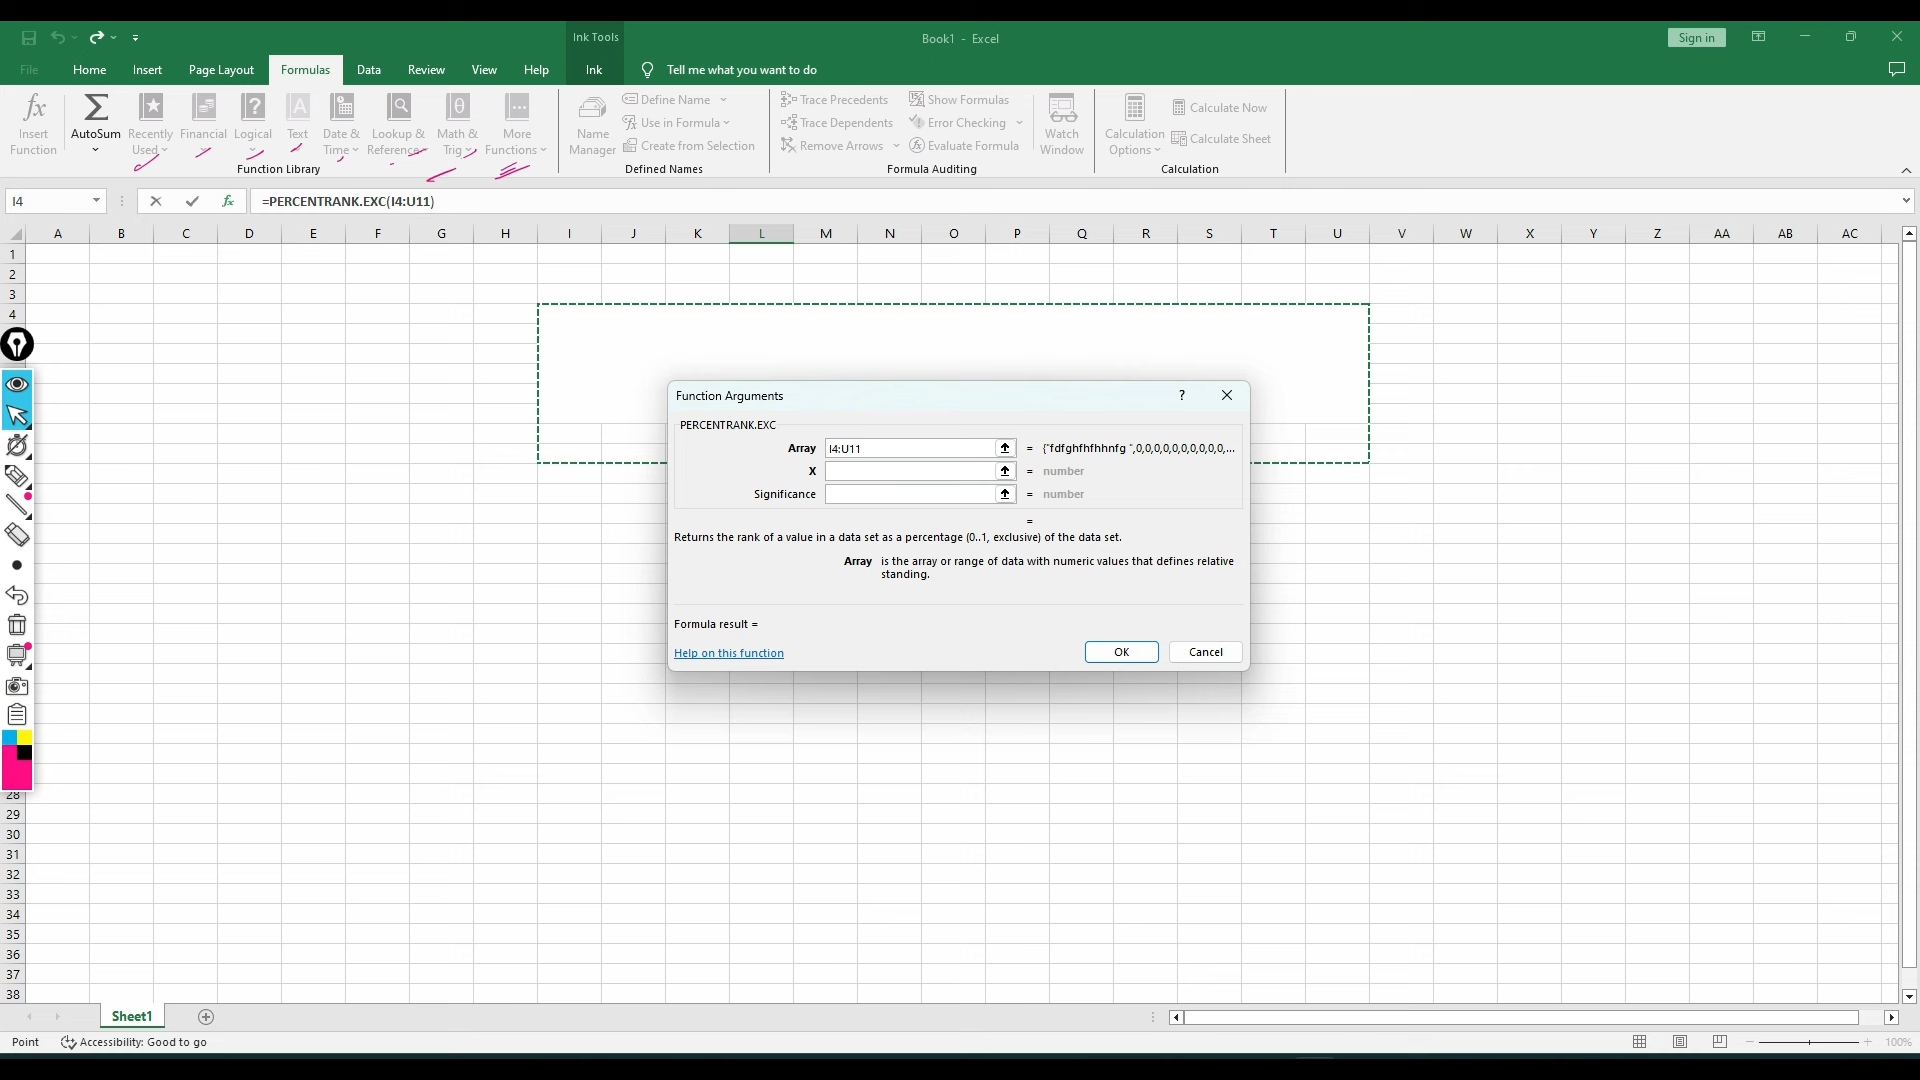 Ink Tools
Book1 - Excel
Sign in
File Home Insert Page Layout Formulas Data Review View Help Ink Tell me what you want to do
Insert Function
AutoSum
Recently Used
Financial
Logical
Text
Date & Time
Lookup & Reference
Math & Trig
More Functions
Function Library
Name Manager
Define Name
Use in Formula
Create from Selection
Defined Names
Trace Precedents
Trace Dependents
Remove Arrows
Show Formulas
Error Checking
Evaluate Formula
Formula Auditing
Watch Window
Calculation Options
Calculate Now
Calculate Sheet
Calculation
I4
fx
=PERCENTRANK.EXC(I4:U11)
A B C D E F G H I J K L M N O P Q R S T U V W X Y Z AA AB AC
1
2
3
4
Function Arguments
?
PERCENTRANK.EXC
Array I4:U11 = {"fdfghfhfhhnfg ",0,0,0,0,0,0,0,0,0,0,...
X = number
Significance = number
=
Returns the rank of a value in a data set as a percentage (0..1, exclusive) of the data set.
Array is the array or range of data with numeric values that defines relative
standing.
Formula result =
Help on this function
OK
Cancel
28
29
30
31
32
33
34
35
36
37
38
Sheet1
Point
Accessibility: Good to go
100%